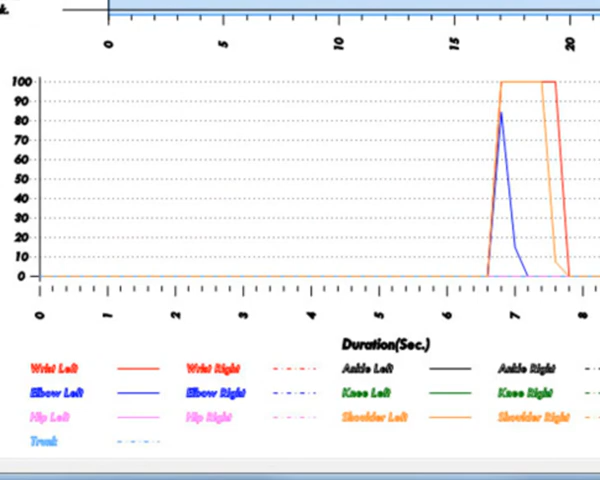 0 5 10 15 20
100
90
80
70
60
50
40
30
20
10
0
0 1 2 3 4 5 6 7 8
Duration(Sec.)
Wrist Left Wrist Right Ankle Left Ankle Right
Elbow Left Elbow Right Knee Left Knee Right
Hip Left Hip Right Shoulder Left Shoulder Right
Trunk